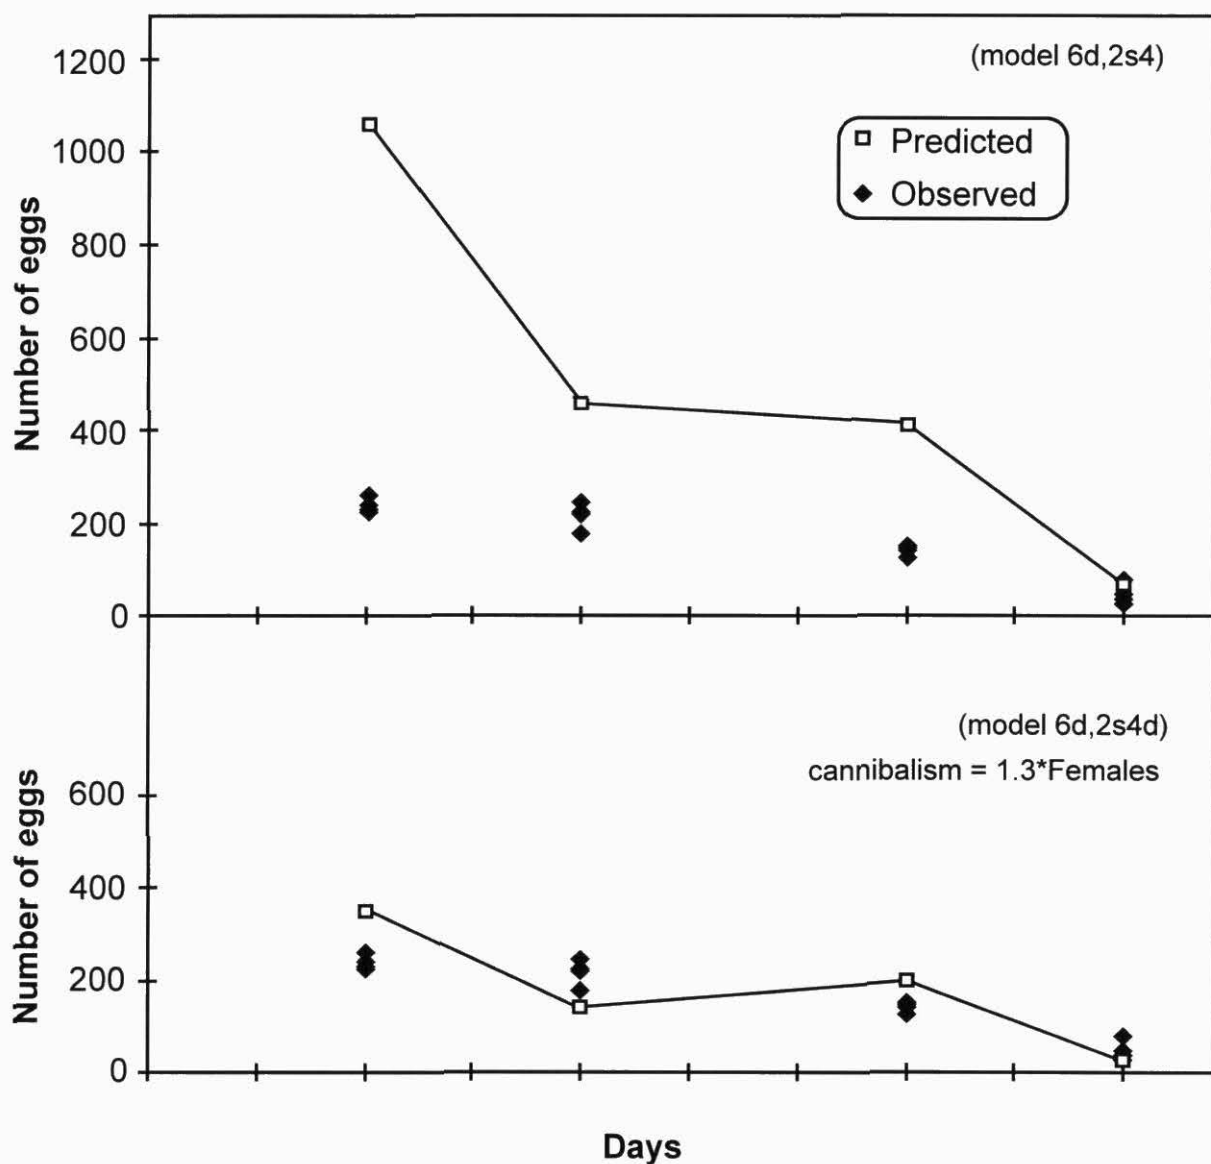 (model 6d,2s4)
Predicted
Observed
Number of eggs
1200
1000
800
600
400
200
0
(model 6d,2s4d)
cannibalism = 1.3*Females
Number of eggs
600
400
200
0
Days